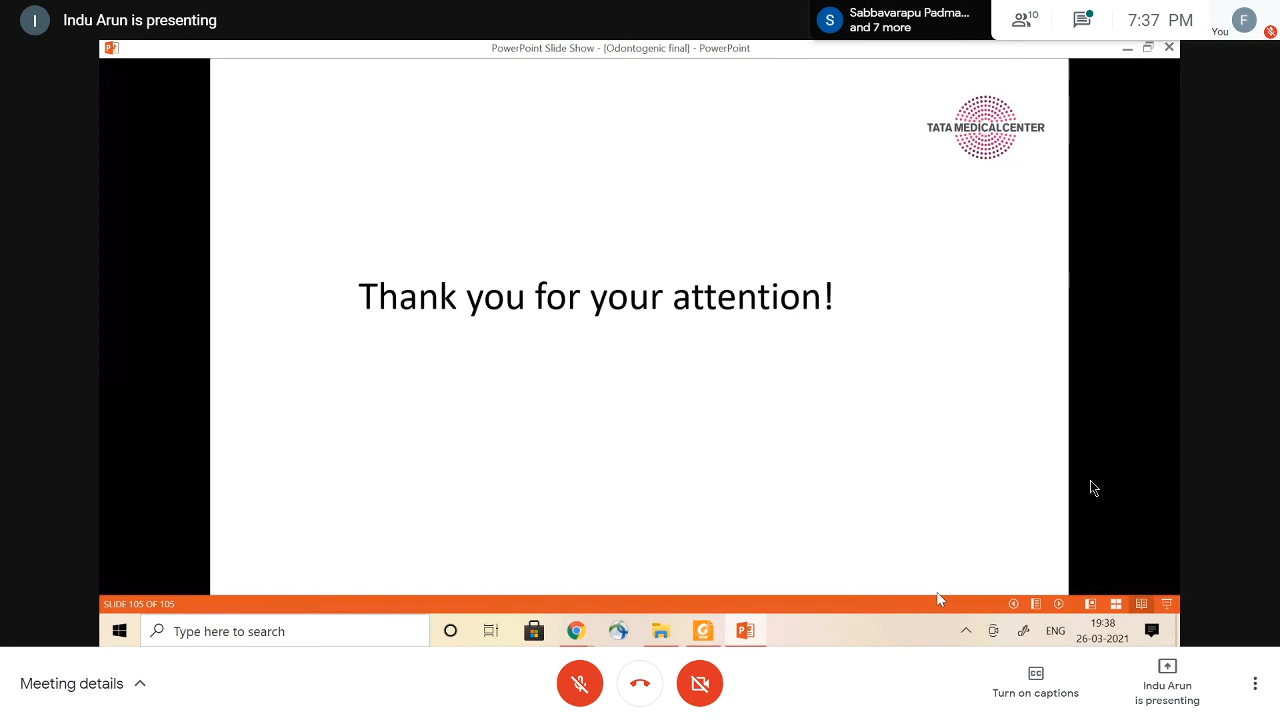 I
Indu Arun is presenting
S
Sabbavarapu Padma...
and 7 more
10
7:37 PM
You
F
PowerPoint Slide Show - [Odontogenic final] - PowerPoint
TATA MEDICAL CENTER
Thank you for your attention!
SLIDE 105 OF 105
Type here to search
ENG
19:38
26-03-2021
Meeting details
Turn on captions
Indu Arun
is presenting